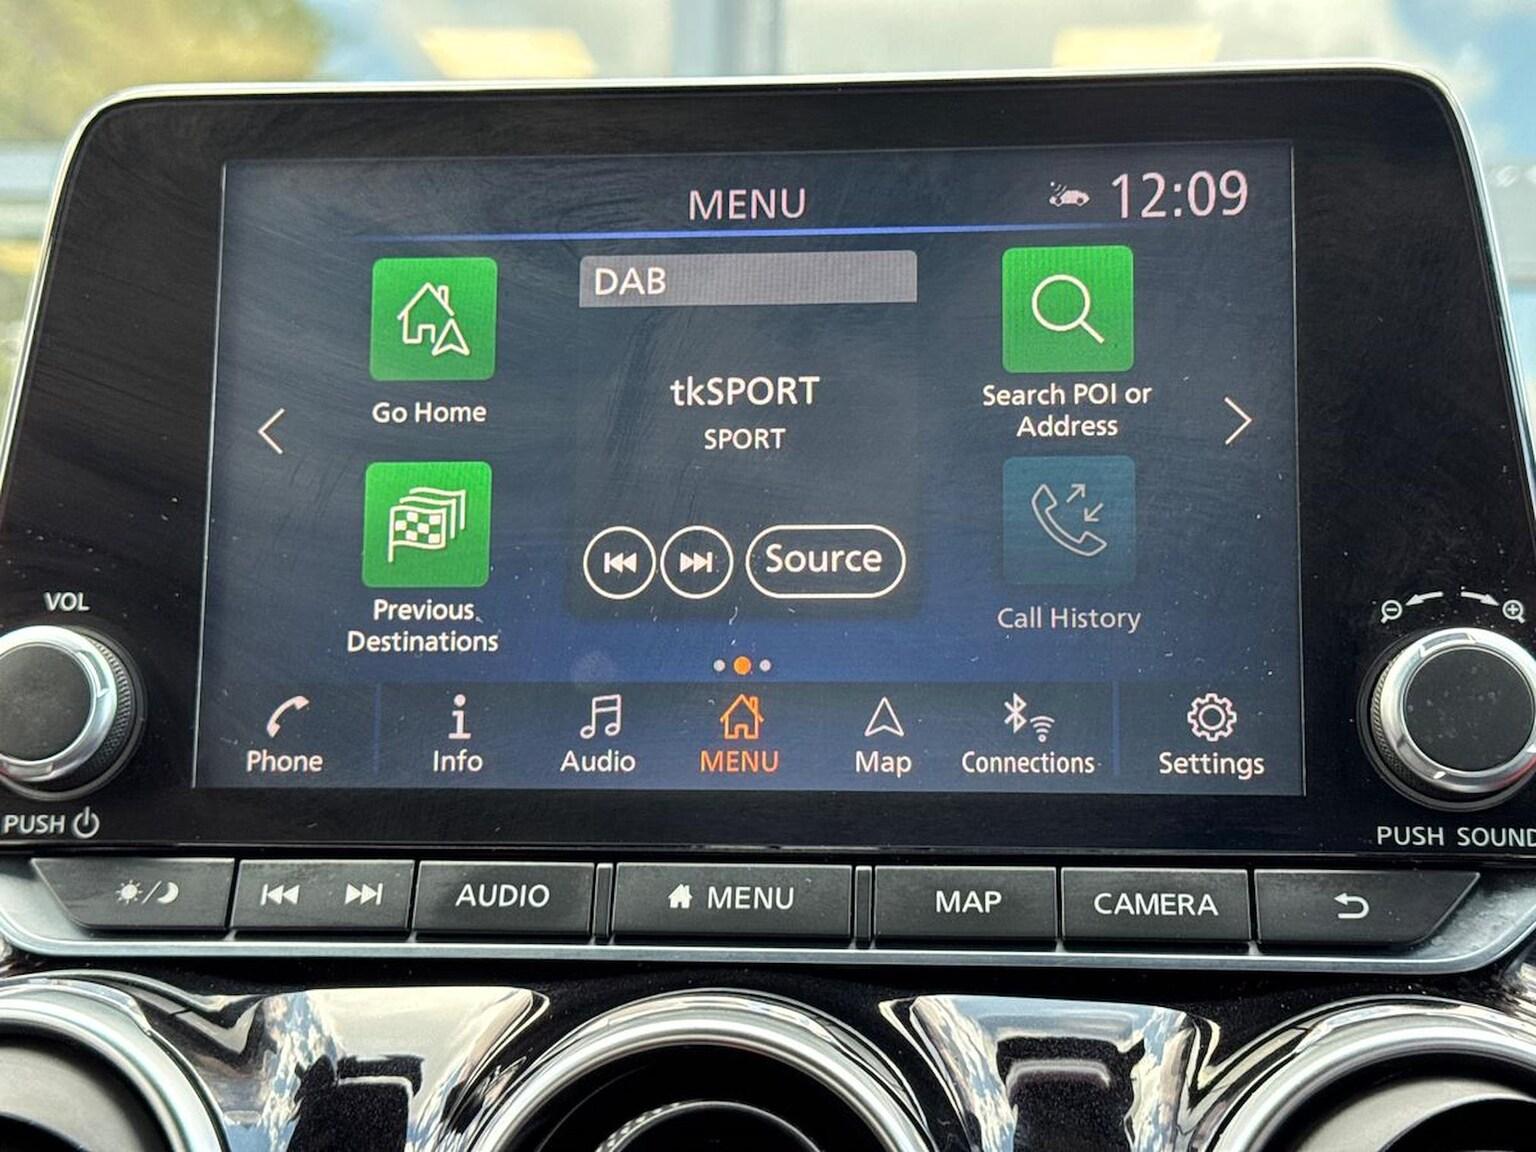 MENU
12:09
DAB
Go Home
tkSPORT
SPORT
Search POI or
Address
Previous
Destinations
Source
Call History
Phone
Info
Audio
MENU
Map
Connections
Settings
VOL
PUSH
PUSH SOUND
AUDIO
MENU
MAP
CAMERA